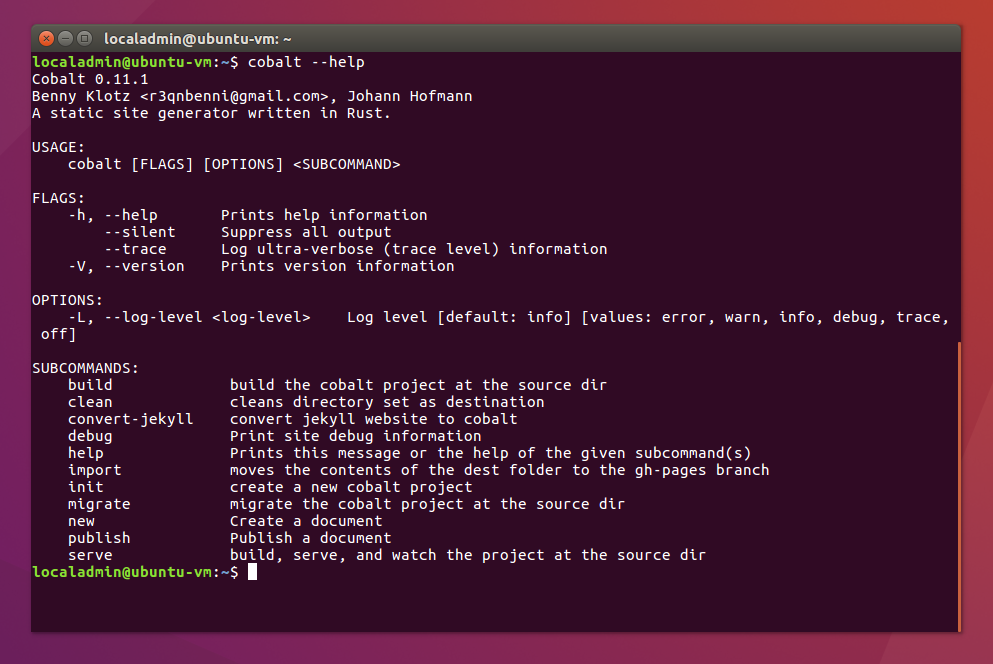 localadmin@ubuntu-vm: ~
localadmin@ubuntu-vm:~$ cobalt --help
Cobalt 0.11.1
Benny Klotz <r3qnbenni@gmail.com>, Johann Hofmann
A static site generator written in Rust.

USAGE:
    cobalt [FLAGS] [OPTIONS] <SUBCOMMAND>

FLAGS:
    -h, --help       Prints help information
        --silent     Suppress all output
        --trace      Log ultra-verbose (trace level) information
    -V, --version    Prints version information

OPTIONS:
    -L, --log-level <log-level>    Log level [default: info] [values: error, warn, info, debug, trace,
 off]

SUBCOMMANDS:
    build             build the cobalt project at the source dir
    clean             cleans directory set as destination
    convert-jekyll    convert jekyll website to cobalt
    debug             Print site debug information
    help              Prints this message or the help of the given subcommand(s)
    import            moves the contents of the dest folder to the gh-pages branch
    init              create a new cobalt project
    migrate           migrate the cobalt project at the source dir
    new               Create a document
    publish           Publish a document
    serve             build, serve, and watch the project at the source dir
localadmin@ubuntu-vm:~$